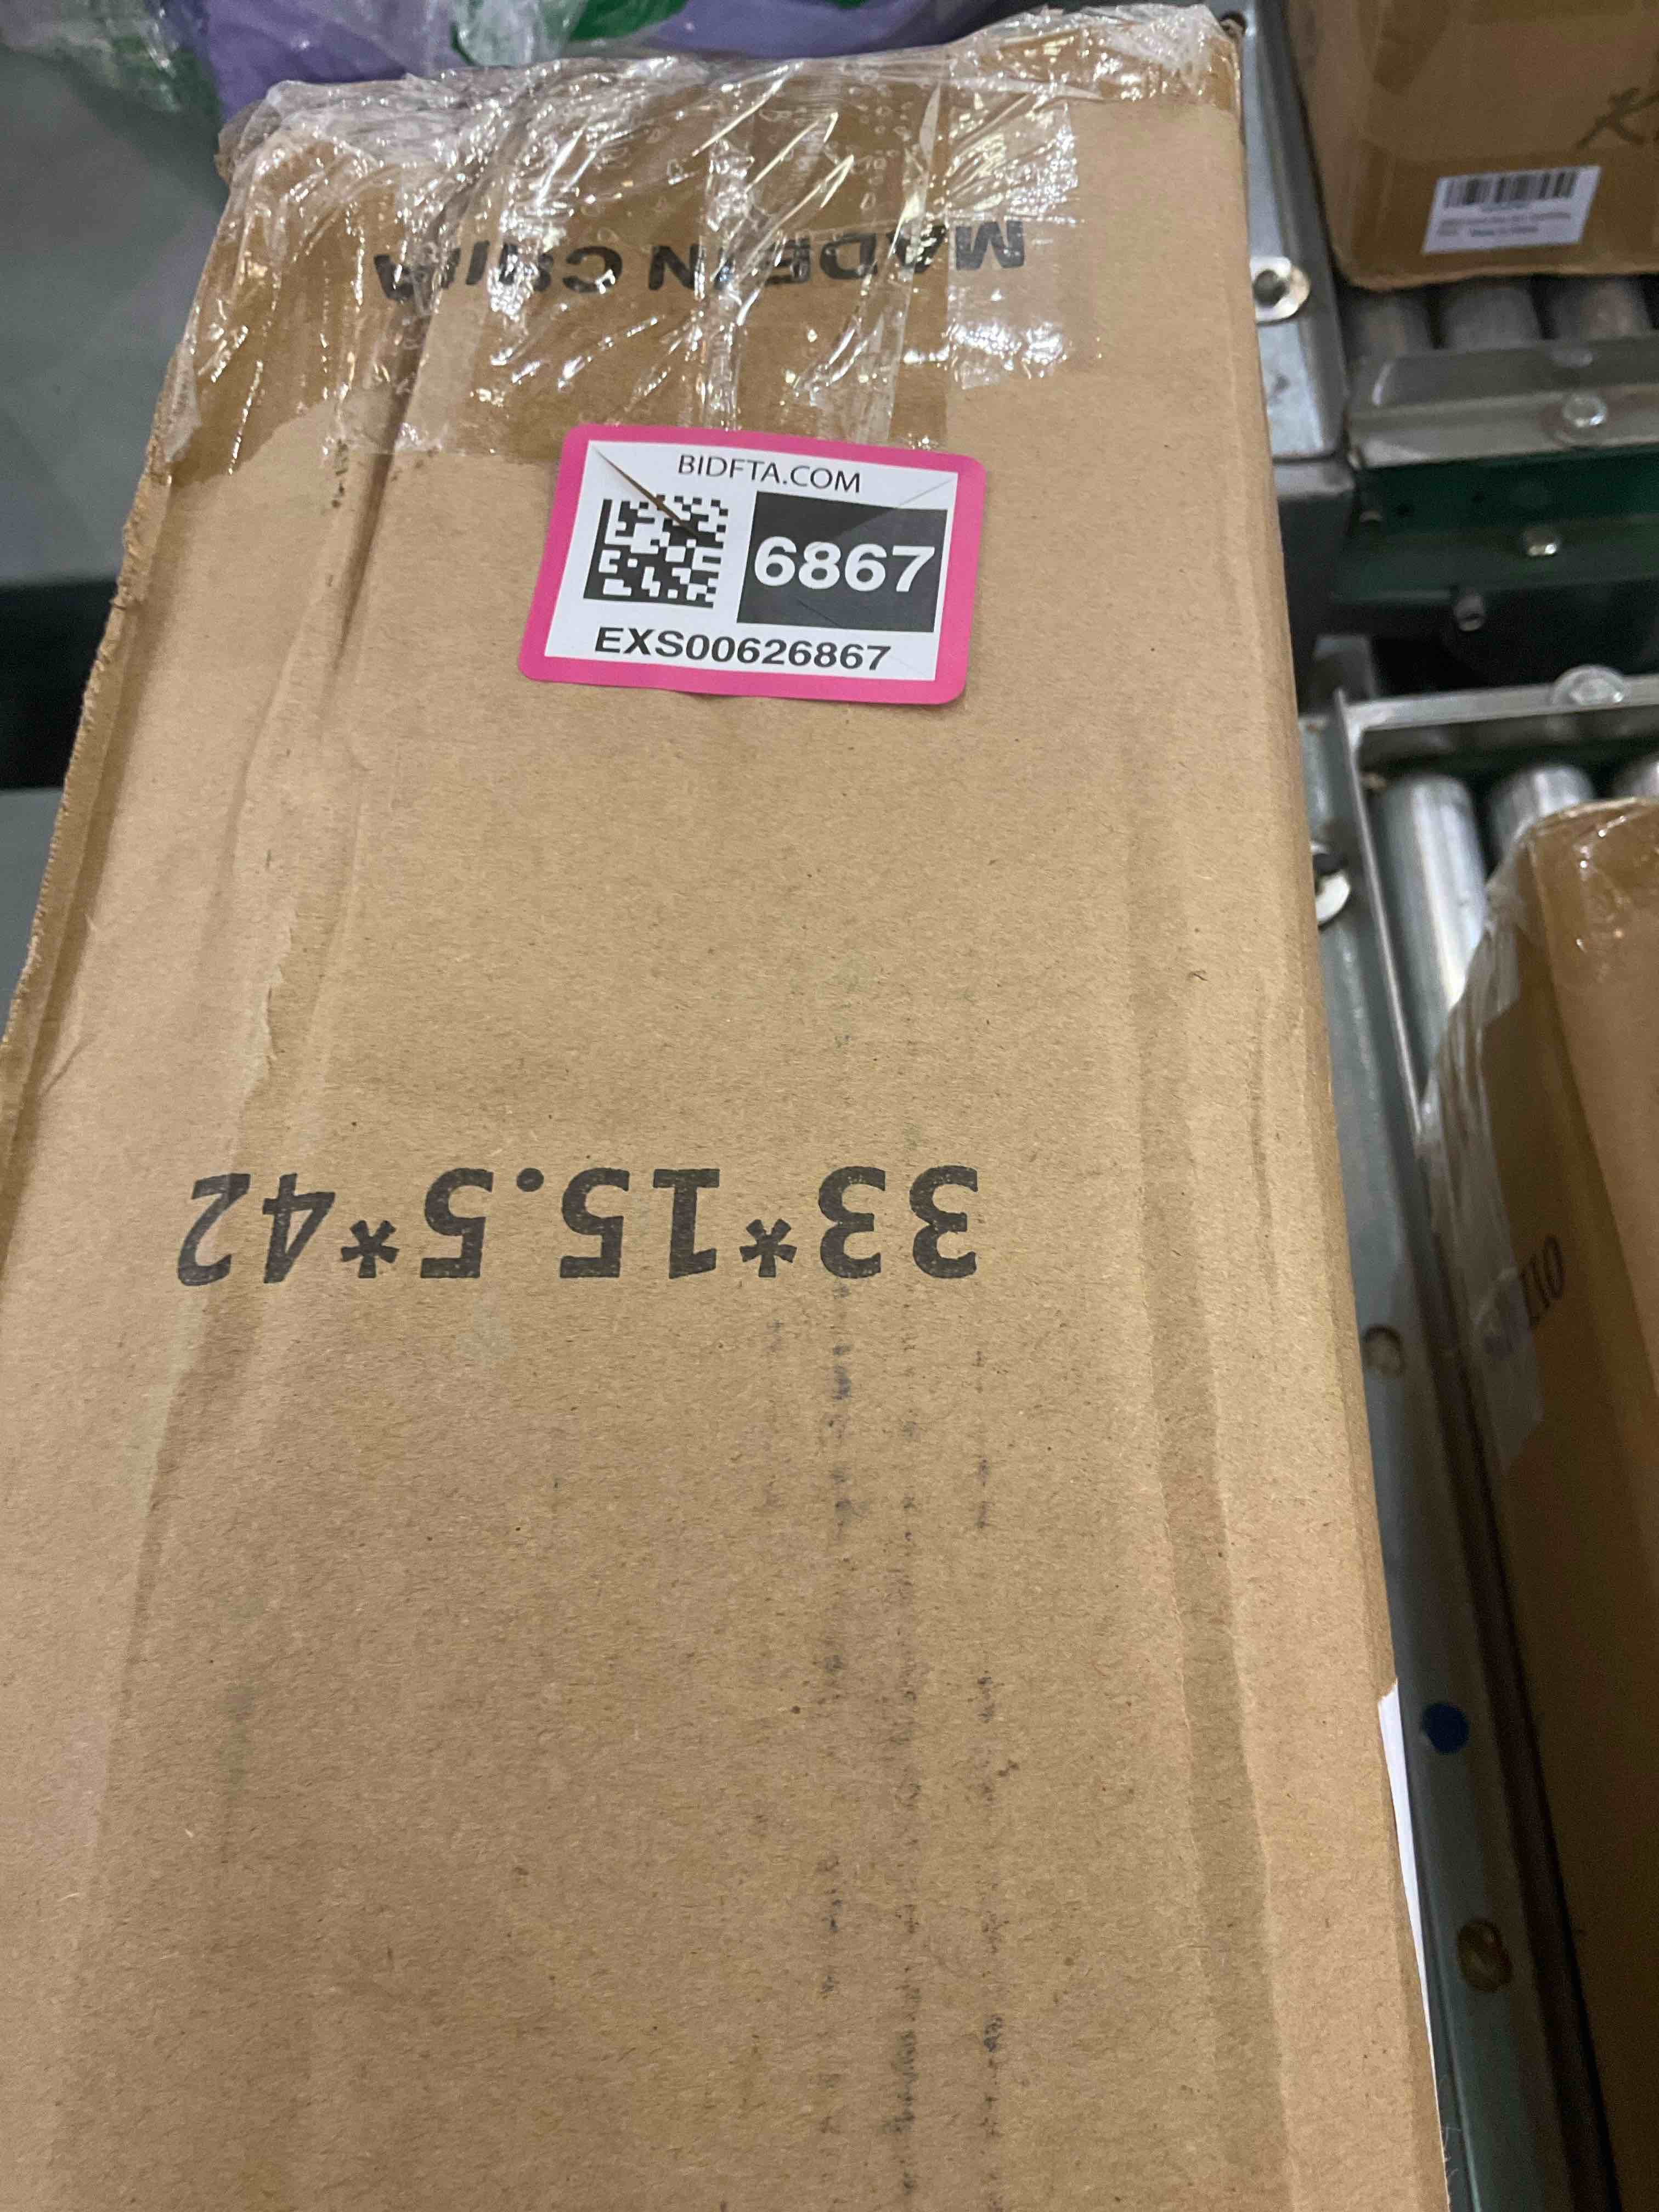 MADE IN CHINA
BIDFTA.COM
6867
EXS00626867
33*15.5*42